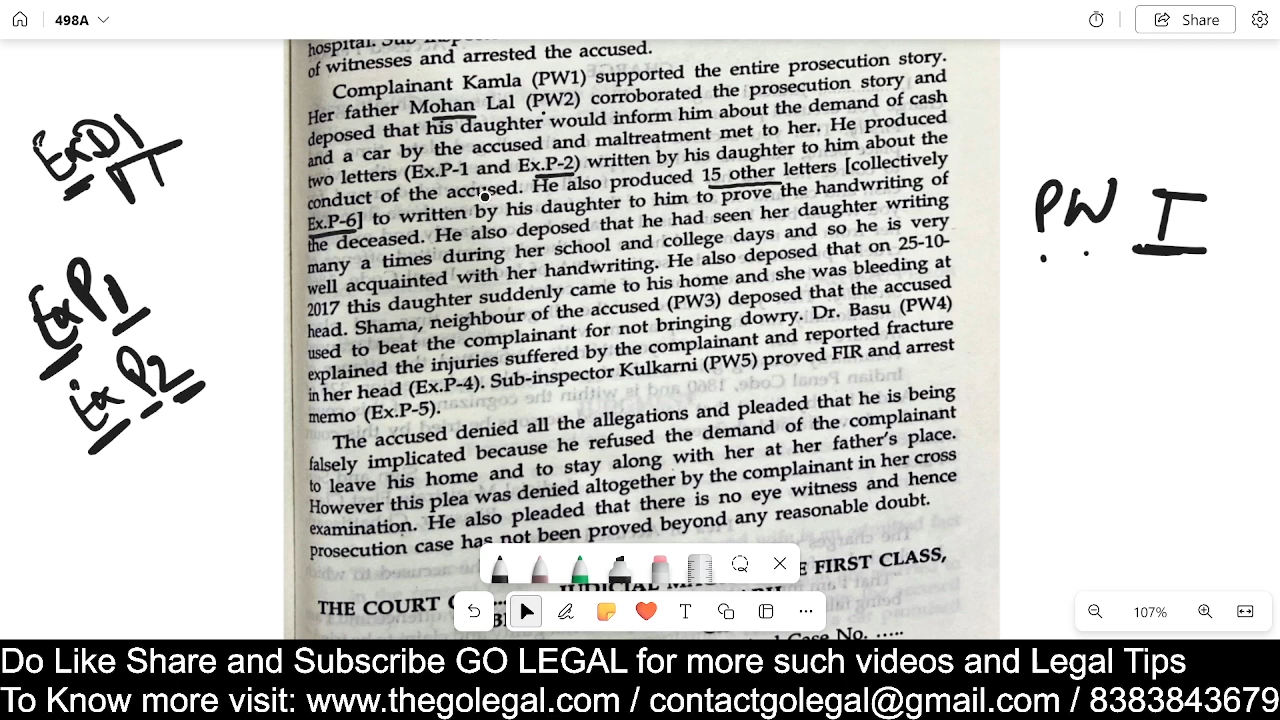 498A
Share
hospital. Sub
of witnesses and arrested the accused.
Complainant Kamla (PW1) supported the entire prosecution story.
Her father Mohan Lal (PW2) corroborated the prosecution story and
deposed that his daughter would inform him about the demand of cash
and a car by the accused and maltreatment met to her. He produced
two letters (Ex.P-1 and Ex.P-2) written by his daughter to him about the
conduct of the accused. He also produced 15 other letters [collectively
Ex.P-6] to written by his daughter to him to prove the handwriting of
the deceased. He also deposed that he had seen her daughter writing
many a times during her school and college days and so he is very
well acquainted with her handwriting. He also deposed that on 25-10-
2017 this daughter suddenly came to his home and she was bleeding at
head. Shama, neighbour of the accused (PW3) deposed that the accused
used to beat the complainant for not bringing dowry. Dr. Basu (PW4)
explained the injuries suffered by the complainant and reported fracture
in her head (Ex.P-4). Sub-inspector Kulkarni (PW5) proved FIR and arrest
memo (Ex.P-5).
The accused denied all the allegations and pleaded that he is being
falsely implicated because he refused the demand of the complainant
to leave his home and to stay along with her at her father's place.
However this plea was denied altogether by the complainant in her cross
examination. He also pleaded that there is no eye witness and hence
prosecution case has not been proved beyond any reasonable doubt.
THE COURT FIRST CLASS,
Case No. .....
Ex D1
Ex P1
Ex P2
PW I
T
107%
Do Like Share and Subscribe GO LEGAL for more such videos and Legal Tips
To Know more visit: www.thegolegal.com / contactgolegal@gmail.com / 8383843679